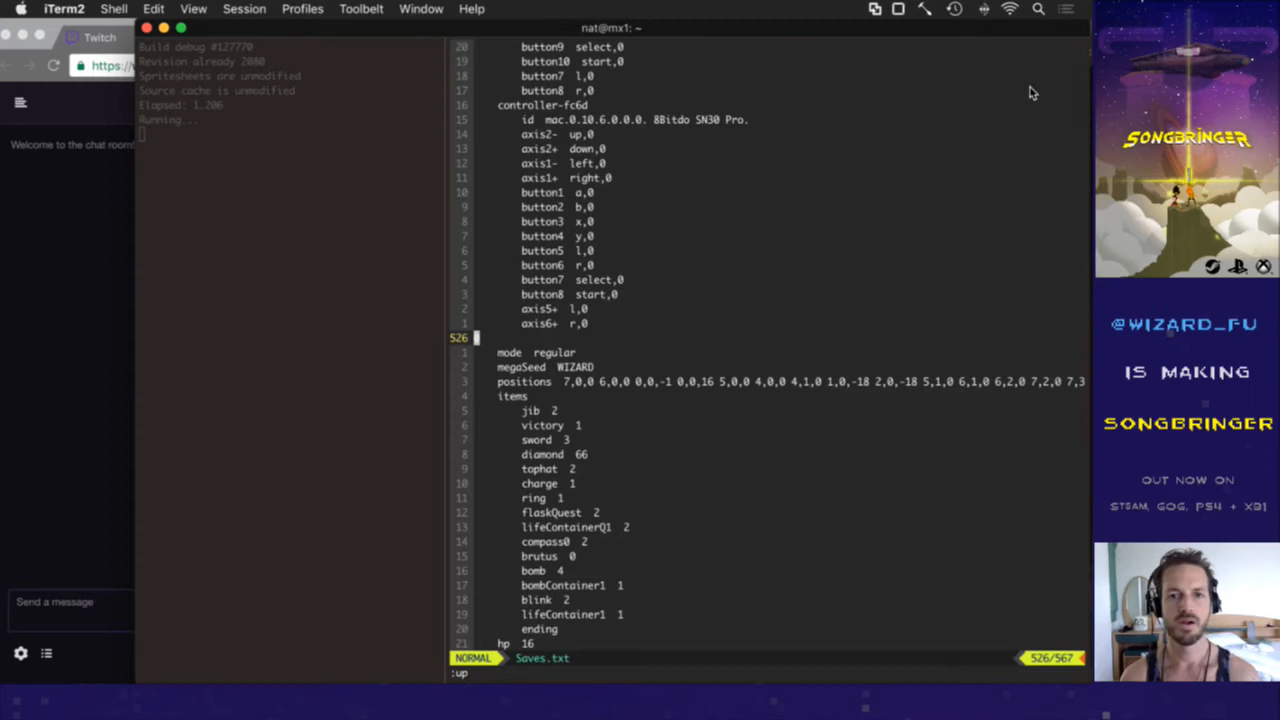 iTerm2 Shell Edit View Session Profiles Toolbelt Window Help
nat@mx1: ~
Twitch
https:/
Welcome to the chat room!
Send a message
Build debug #127770
Revision already 2080
Spritesheets are unmodified
Source cache is unmodified
Elapsed: 1.206
Running...
20 button9 select,0
19 button10 start,0
18 button7 l,0
17 button8 r,0
16 controller-fc6d
15 id mac.0.10.6.0.0.0. 8Bitdo SN30 Pro.
14 axis2- up,0
13 axis2+ down,0
12 axis1- left,0
11 axis1+ right,0
10 button1 a,0
9 button2 b,0
8 button3 x,0
7 button4 y,0
6 button5 l,0
5 button6 r,0
4 button7 select,0
3 button8 start,0
2 axis5+ l,0
1 axis6+ r,0
526
1 mode regular
2 megaSeed WIZARD
3 positions 7,0,0 6,0,0 0,0,-1 0,0,16 5,0,0 4,0,0 4,1,0 1,0,-18 2,0,-18 5,1,0 6,1,0 6,2,0 7,2,0 7,3
4 items
5 jib 2
6 victory 1
7 sword 3
8 diamond 66
9 tophat 2
10 charge 1
11 ring 1
12 flaskQuest 2
13 lifeContainerQ1 2
14 compass0 2
15 brutus 0
16 bomb 4
17 bombContainer1 1
18 blink 2
19 lifeContainer1 1
20 ending
21 hp 16
NORMAL Saves.txt 526/567
:up
SONGBRINGER
@WIZARD_FU
IS MAKING
SONGBRINGER
OUT NOW ON
STEAM, GOG, PS4 + XB1